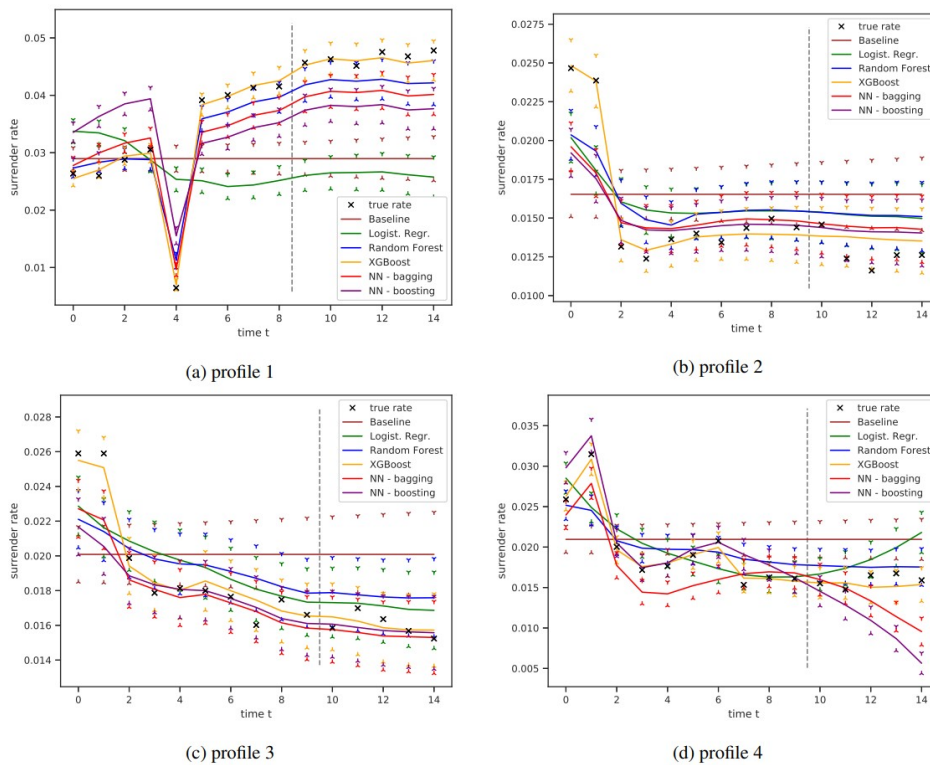 surrender rate
0.05
0.04
0.03
0.02
0.01
0 2 4 6 8 10 12 14
time t
true rate
Baseline
Logist. Regr.
Random Forest
XGBoost
NN - bagging
NN - boosting
(a) profile 1
surrender rate
0.0275
0.0250
0.0225
0.0200
0.0175
0.0150
0.0125
0.0100
0 2 4 6 8 10 12 14
time t
true rate
Baseline
Logist. Regr.
Random Forest
XGBoost
NN - bagging
NN - boosting
(b) profile 2
surrender rate
0.028
0.026
0.024
0.022
0.020
0.018
0.016
0.014
0 2 4 6 8 10 12 14
time t
true rate
Baseline
Logist. Regr.
Random Forest
XGBoost
NN - bagging
NN - boosting
(c) profile 3
surrender rate
0.035
0.030
0.025
0.020
0.015
0.010
0.005
0 2 4 6 8 10 12 14
time t
true rate
Baseline
Logist. Regr.
Random Forest
XGBoost
NN - bagging
NN - boosting
(d) profile 4